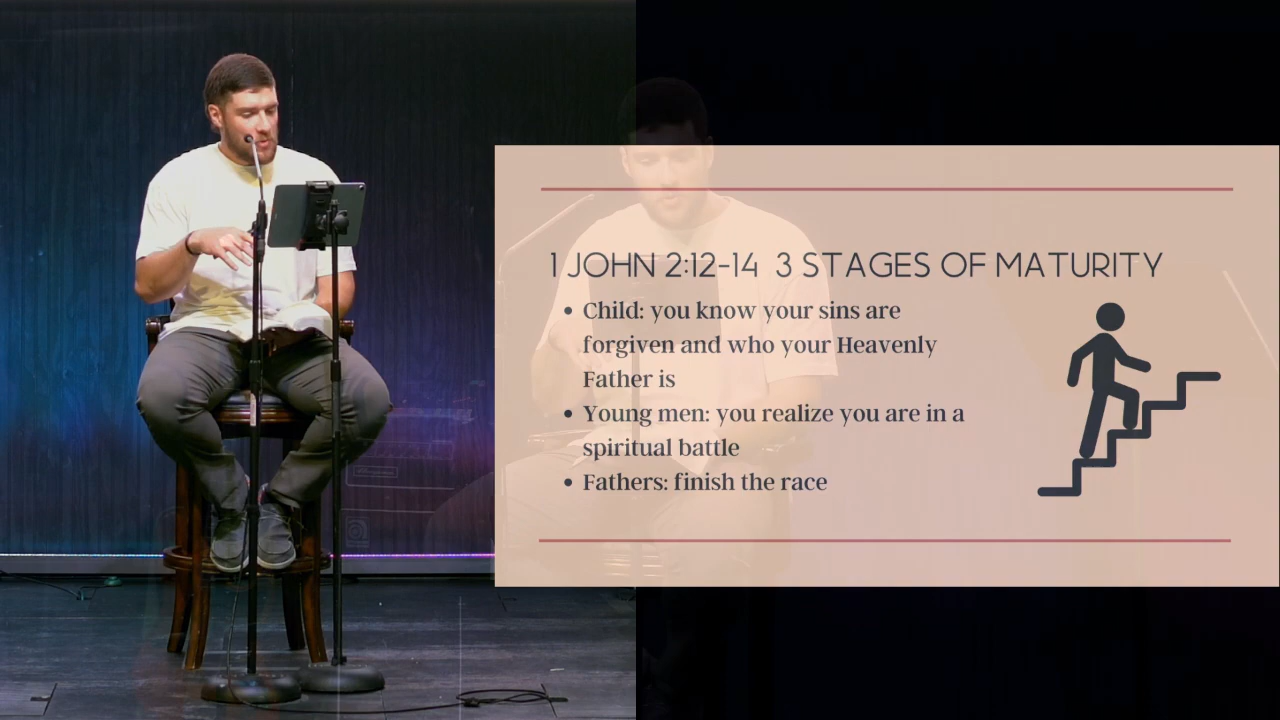 1 JOHN 2:12-14 3 STAGES OF MATURITY
• Child: you know your sins are
forgiven and who your Heavenly
Father is
• Young men: you realize you are in a
spiritual battle
• Fathers: finish the race